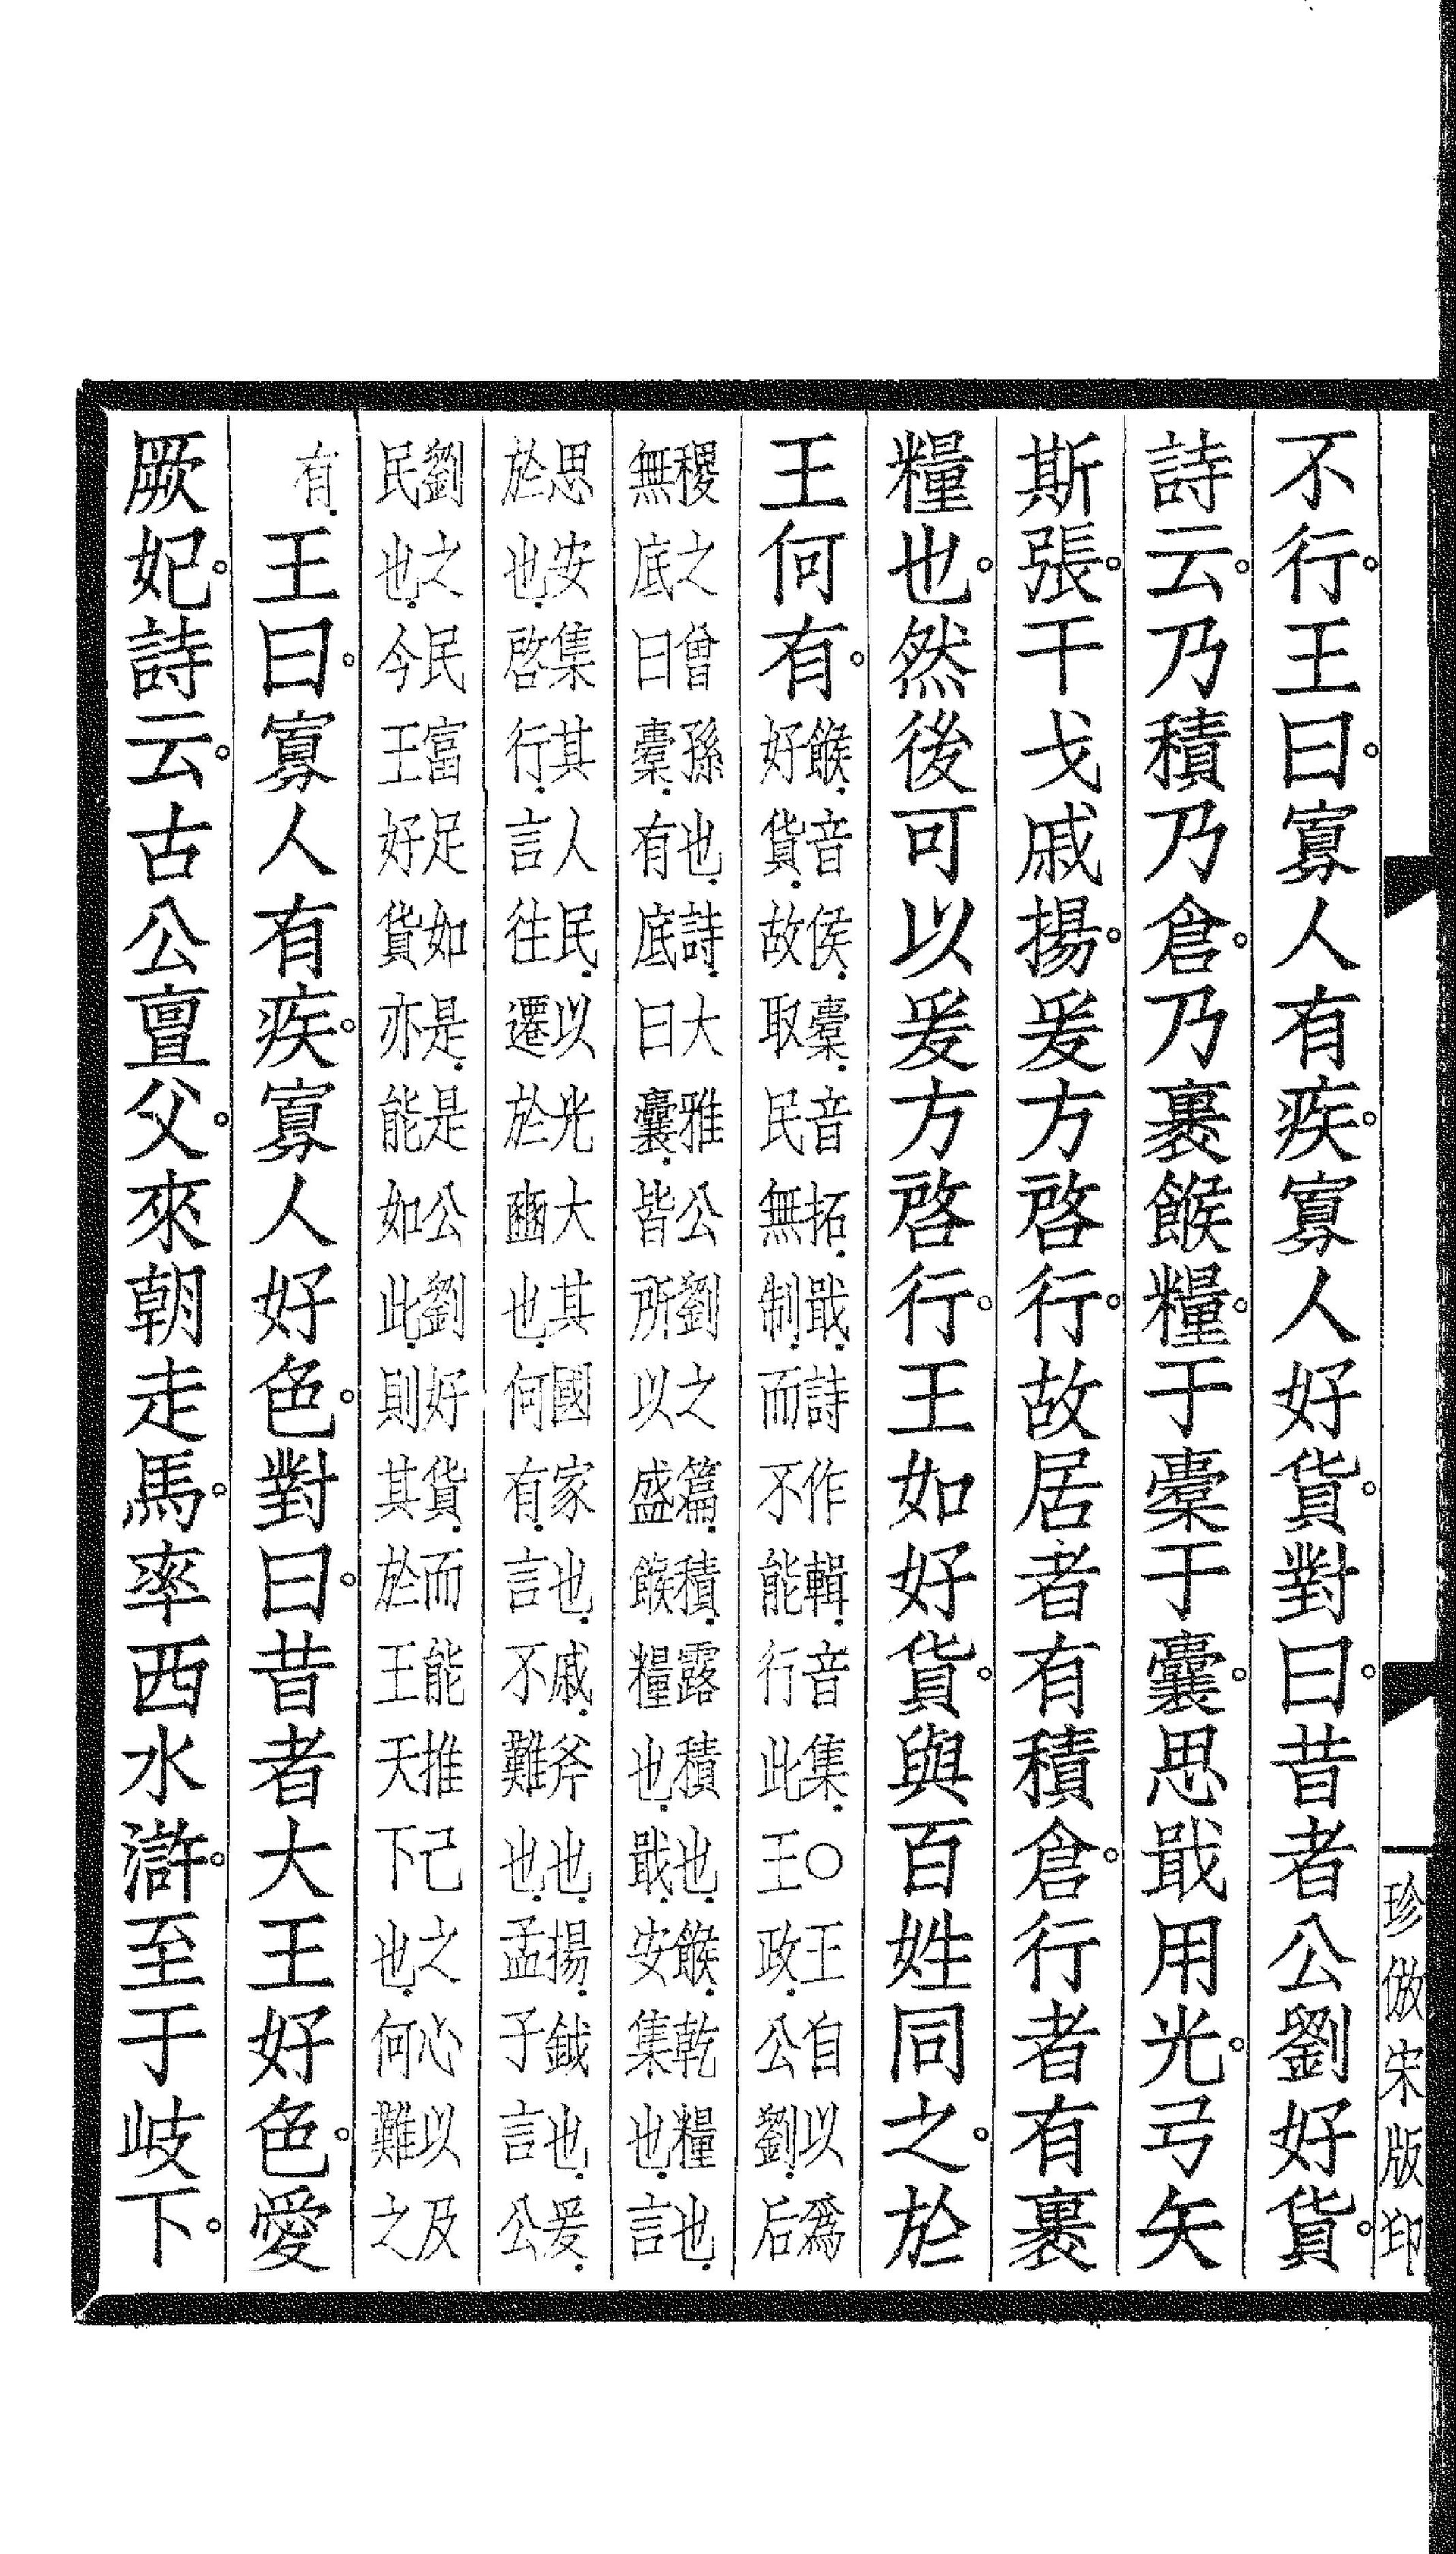 珍倣宋版印
不行。王曰。寡人有疾。寡人好貨。對曰。昔者公劉好貨。
詩云。乃積乃倉。乃裹餱糧。于橐于囊。思戢用光。弓矢
斯張。干戈戚揚。爰方啓行。故居者有積倉。行者有裹
糧也。然後可以爰方啓行。王如好貨。與百姓同之。於
王何有。
餱.音侯.橐.音拓.戢.詩作輯.音集.○王自以爲
好貨.故取民無制.而不能行此王政.公劉.后
稷之曾孫也.詩.大雅公劉之篇.積.露積也.餱.乾糧也.
無底曰橐.有底曰囊.皆所以盛餱糧也.戢.安集也.言
思安集其人民.以光大其國家也.戚.斧也.揚.鉞也.爰.
於也.啓行.言往遷於豳也.何有.言不難也.孟子言公
劉之民富足如是.是公劉好貨.而能推己之心以及
民也.今王好貨亦能如此.則其於王天下也.何難之
有.王曰。寡人有疾。寡人好色。對曰。昔者大王好色。愛
厥妃。詩云。古公亶父。來朝走馬。率西水滸。至于岐下。